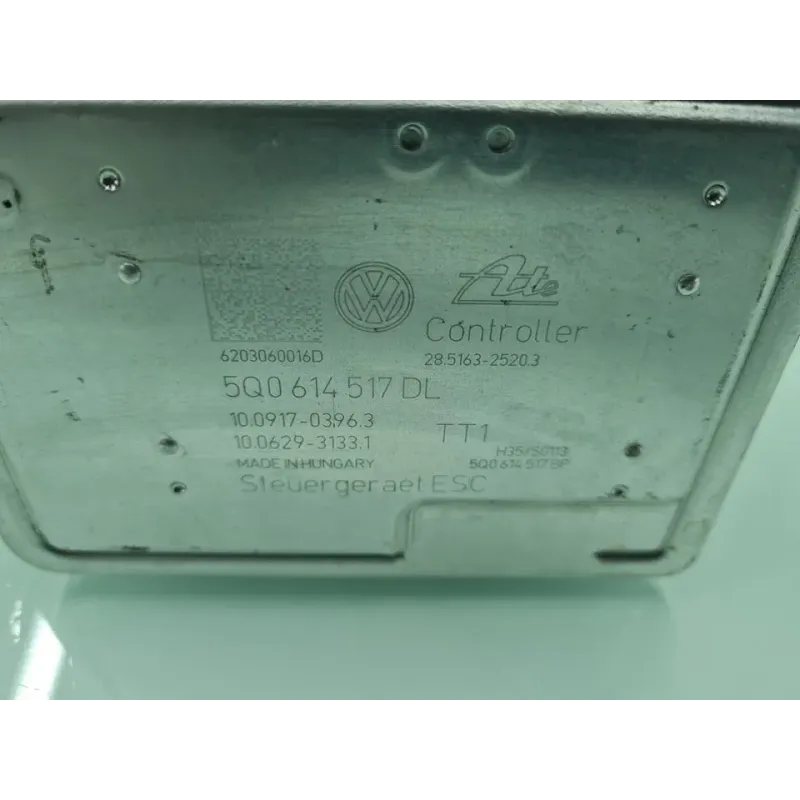 Ate
Controller
6203060016D
28.5163-2520.3
5Q0 614 517 DL
10.0917-0396.3
10.0629-3133.1
TT1
H35/S0113
MADE IN HUNGARY
5Q0 614 517 BP
Steuergeraet ESC